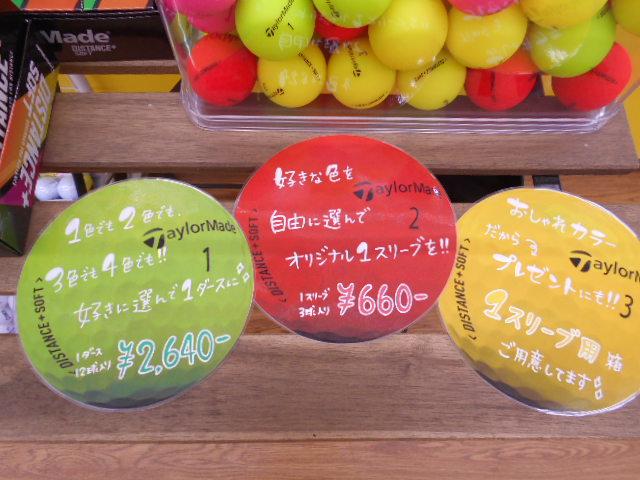 Made
DISTANCE+
SOFT
TaylorMade
1色でも2色でも、
3色でも4色でも!!
好きに選んで1ダースに
TaylorMade
1
<DISTANCE+SOFT>
1ダース
12球入り
¥2,640-
好きな色を
自由に選んで
オリジナル1スリーブを!!
TaylorMade
2
<DISTANCE+SOFT>
1スリーブ
3球入り
¥660-
おしゃれカラー
だから
プレゼントにも!!
1スリーブ用箱
ご用意してます
TaylorMade
3
<DISTANCE+SOFT>